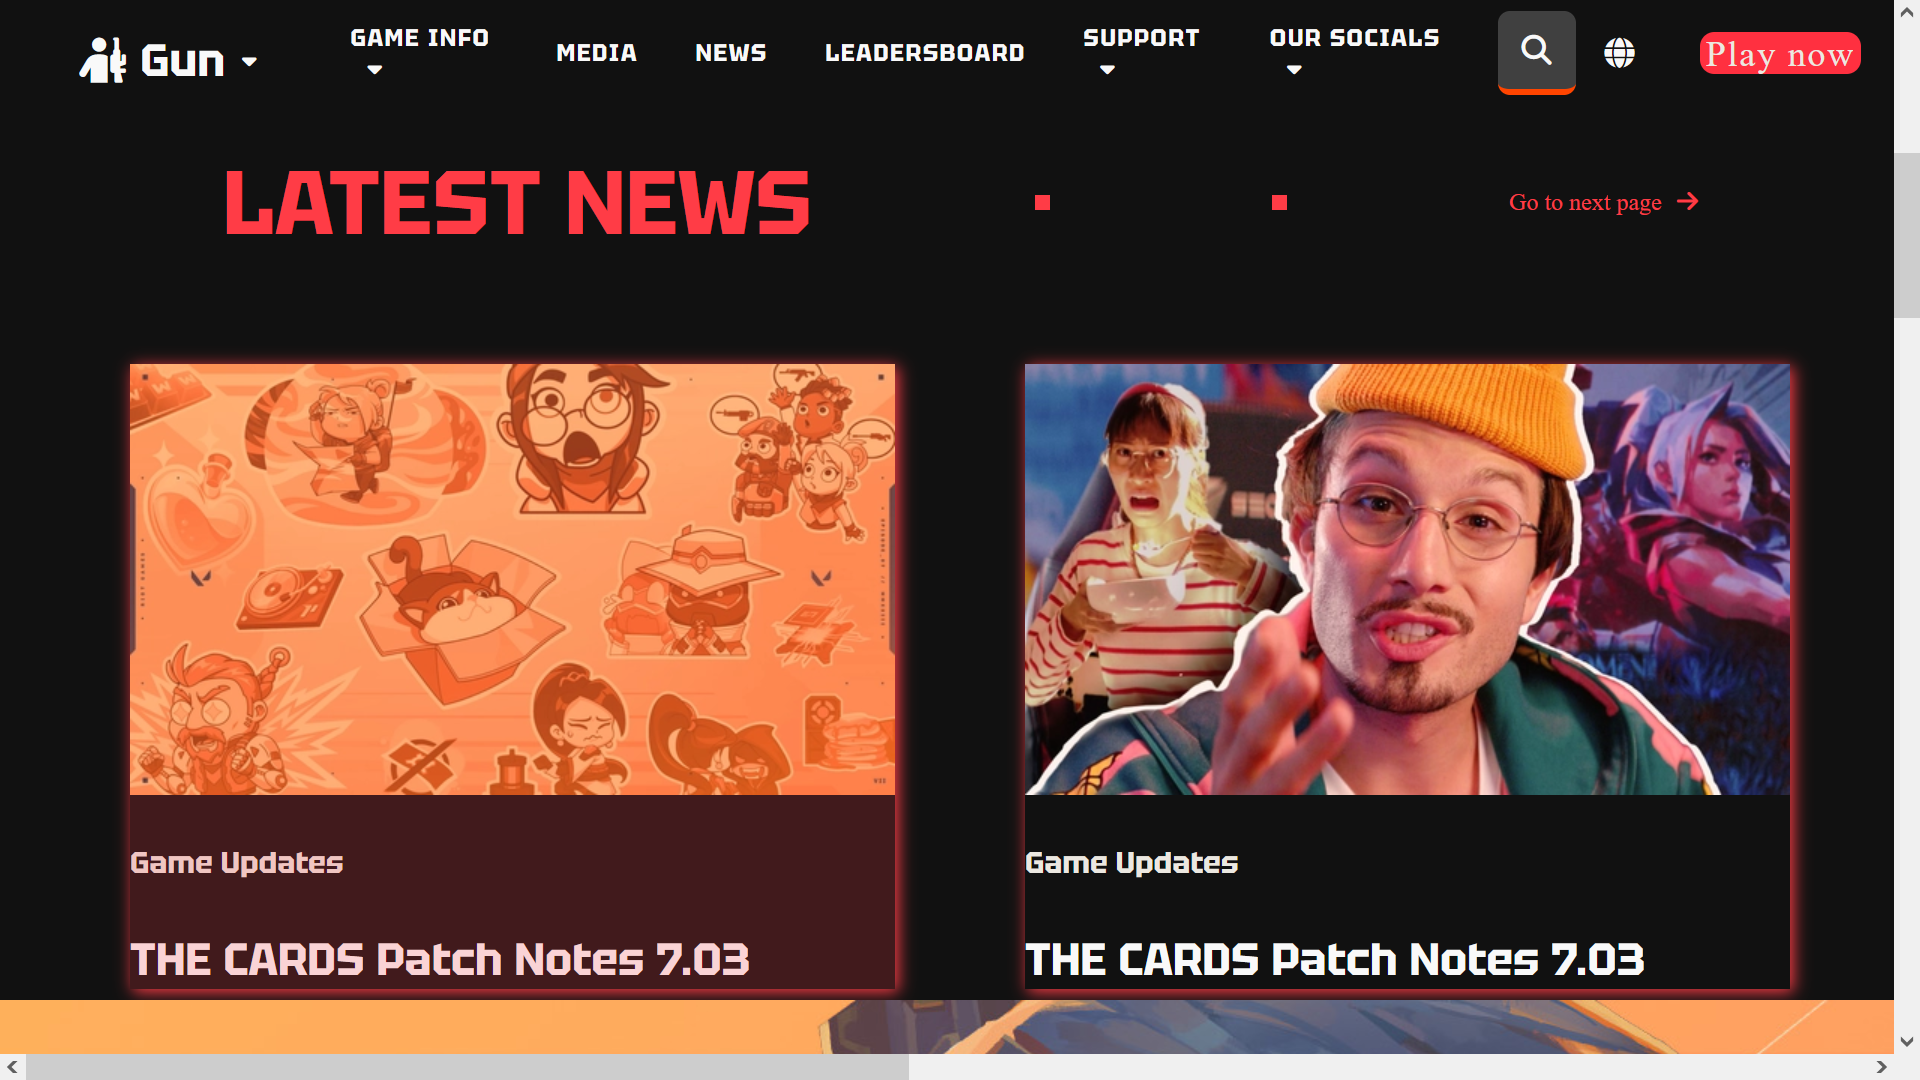 Gun
GAME INFO
MEDIA
NEWS
LEADERSBOARD
SUPPORT
OUR SOCIALS
Play now
LATEST NEWS
Go to next page
Game Updates
THE CARDS Patch Notes 7.03
Game Updates
THE CARDS Patch Notes 7.03